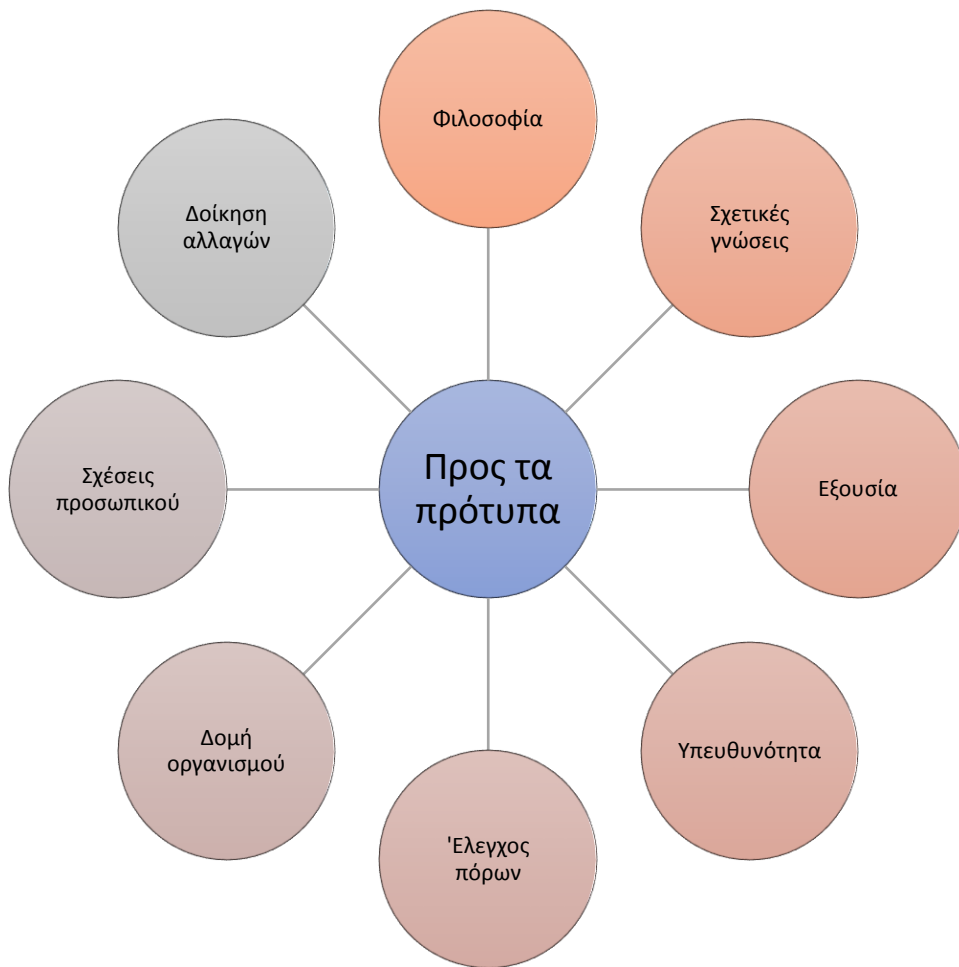 Φιλοσοφία
Σχετικές
γνώσεις
Εξουσία
Υπευθυνότητα
'Ελεγχος
πόρων
Δομή
οργανισμού
Σχέσεις
προσωπικού
Δοίκηση
αλλαγών
Προς τα
πρότυπα